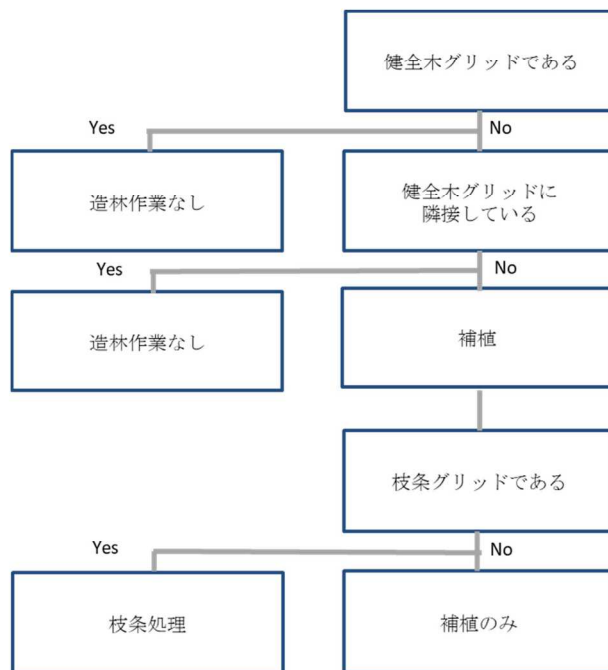 健全木グリッドである
Yes
No
造林作業なし
健全木グリッドに
隣接している
Yes
No
造林作業なし
補植
枝条グリッドである
Yes
No
枝条処理
補植のみ